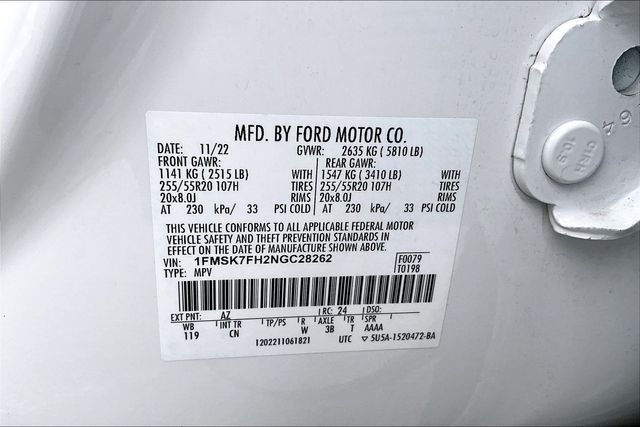 MFD. BY FORD MOTOR CO.
DATE: 11/22 GVWR: 2635 KG ( 5810 LB)
FRONT GAWR: REAR GAWR:
1141 KG ( 2515 LB) WITH 1547 KG ( 3410 LB) WITH
255/55R20 107H TIRES 255/55R20 107H TIRES
20x8.0J RIMS 20x8.0J RIMS
AT 230 kPa/ 33 PSI COLD AT 230 kPa/ 33 PSI COLD
THIS VEHICLE CONFORMS TO ALL APPLICABLE FEDERAL MOTOR
VEHICLE SAFETY AND THEFT PREVENTION STANDARDS IN
EFFECT ON THE DATE OF MANUFACTURE SHOWN ABOVE.
VIN: 1FMSK7FH2NGC28262 F0079
TYPE: MPV T0198
EXT PNT: AZ RC: 24 DSO:
WB INT TR TP/PS R AXLE TR SPR
119 CN W 3B T AAAA
1202211061821 UTC ▽ 5U5A-1520472-BA
64
10.9